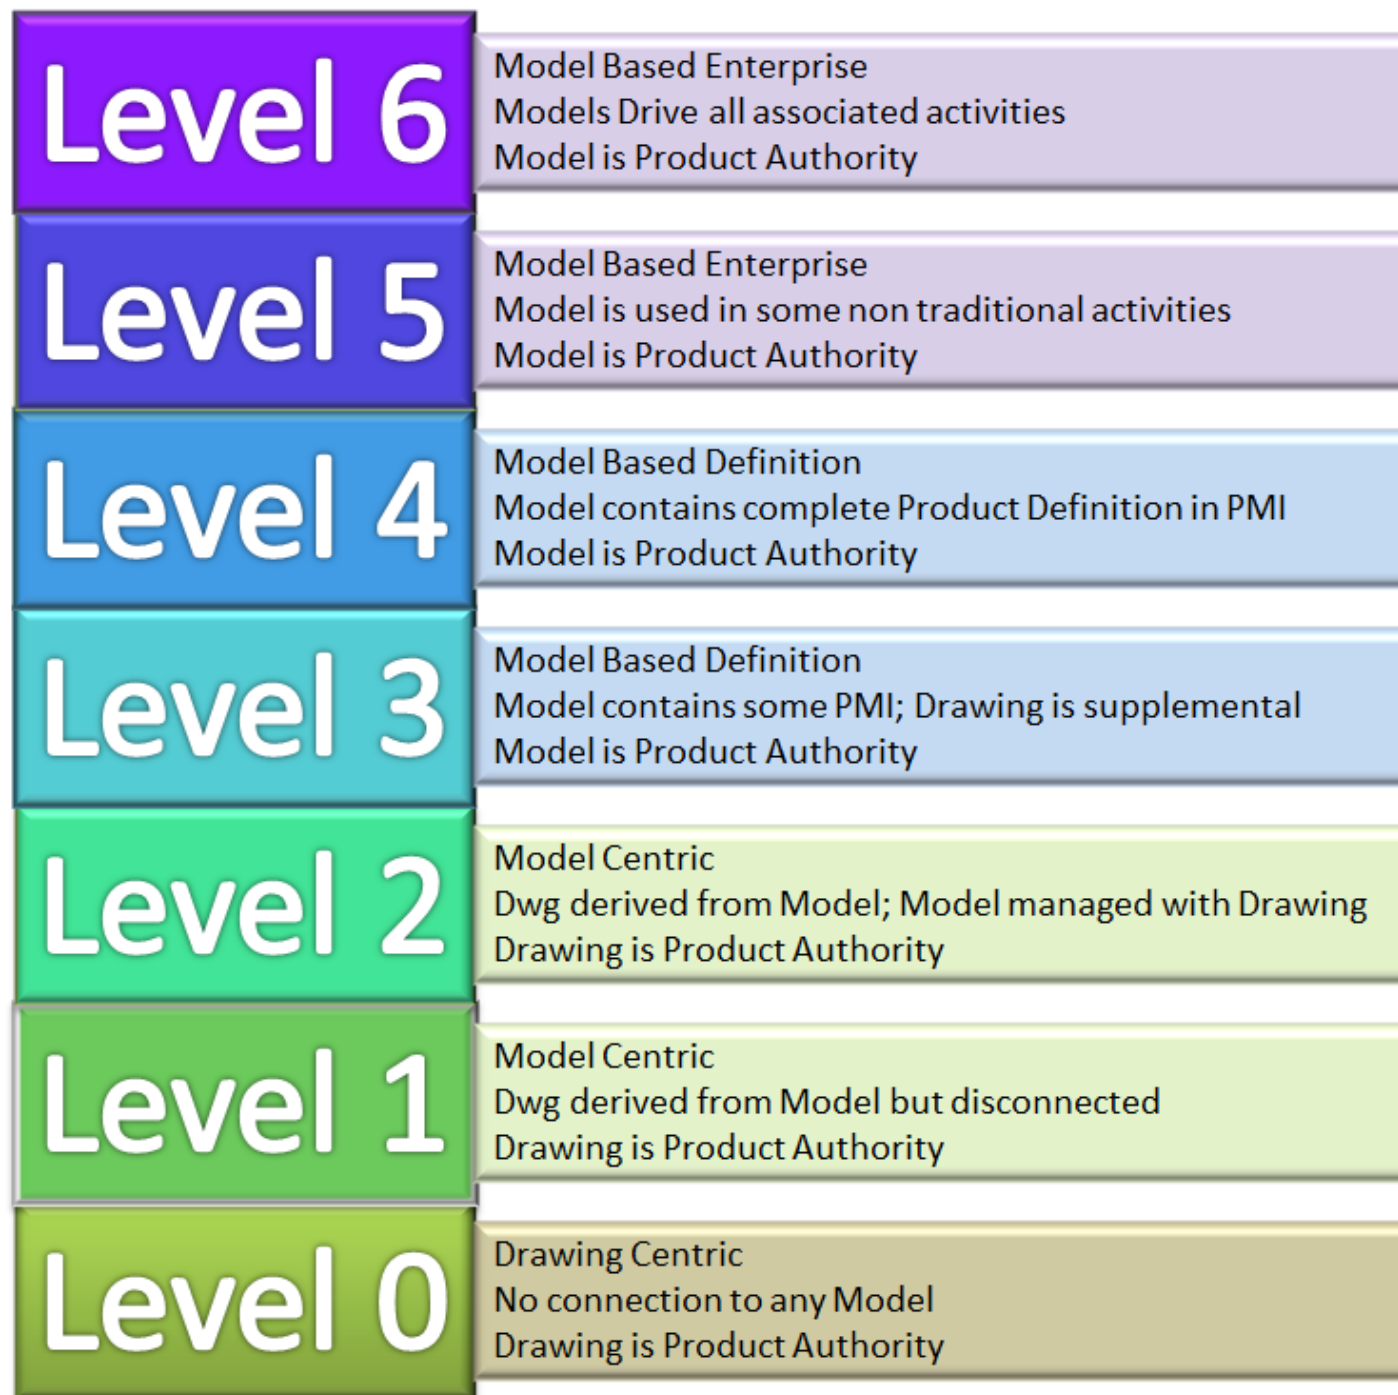 Level 6
Model Based Enterprise
Models Drive all associated activities
Model is Product Authority
Level 5
Model Based Enterprise
Model is used in some non traditional activities
Model is Product Authority
Level 4
Model Based Definition
Model contains complete Product Definition in PMI
Model is Product Authority
Level 3
Model Based Definition
Model contains some PMI; Drawing is supplemental
Model is Product Authority
Level 2
Model Centric
Dwg derived from Model; Model managed with Drawing
Drawing is Product Authority
Level 1
Model Centric
Dwg derived from Model but disconnected
Drawing is Product Authority
Level 0
Drawing Centric
No connection to any Model
Drawing is Product Authority